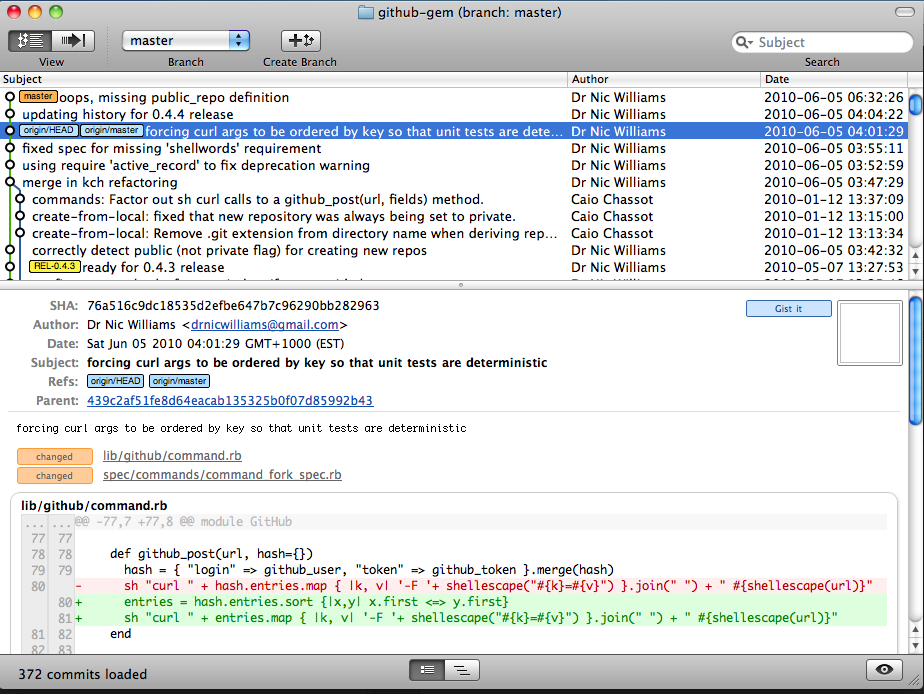 github-gem (branch: master)
master
Subject
View
Branch
Create Branch
Search
Subject Author Date
master oops, missing public_repo definition Dr Nic Williams 2010-06-05 06:32:26
updating history for 0.4.4 release Dr Nic Williams 2010-06-05 04:04:22
origin/HEAD origin/master forcing curl args to be ordered by key so that unit tests are dete... Dr Nic Williams 2010-06-05 04:01:29
fixed spec for missing 'shellwords' requirement Dr Nic Williams 2010-06-05 03:55:11
using require 'active_record' to fix deprecation warning Dr Nic Williams 2010-06-05 03:52:59
merge in kch refactoring Dr Nic Williams 2010-06-05 03:47:29
commands: Factor out sh curl calls to a github_post(url, fields) method. Caio Chassot 2010-01-12 13:37:09
create-from-local: fixed that new repository was always being set to private. Caio Chassot 2010-01-12 13:15:00
create-from-local: Remove .git extension from directory name when deriving rep... Caio Chassot 2010-01-12 13:13:34
correctly detect public (not private flag) for creating new repos Dr Nic Williams 2010-06-05 03:42:32
REL-0.4.3 ready for 0.4.3 release Dr Nic Williams 2010-05-07 13:27:53
SHA: 76a516c9dc18535d2efbe647b7c96290bb282963
Gist it
Author: Dr Nic Williams <drnicwilliams@gmail.com>
Date: Sat Jun 05 2010 04:01:29 GMT+1000 (EST)
Subject: forcing curl args to be ordered by key so that unit tests are deterministic
Refs: origin/HEAD origin/master
Parent: 439c2af51fe8d64eacab135325b0f07d85992b43
forcing curl args to be ordered by key so that unit tests are deterministic
changed lib/github/command.rb
changed spec/commands/command_fork_spec.rb
lib/github/command.rb
... ... @@ -77,7 +77,8 @@ module GitHub
77 77
78 78 def github_post(url, hash={})
79 79 hash = { "login" => github_user, "token" => github_token }.merge(hash)
80 - sh "curl " + hash.entries.map { |k, v| '-F '+ shellescape("#{k}=#{v}") }.join(" ") + " #{shellescape(url)}"
80 + entries = hash.entries.sort {|x,y| x.first <=> y.first}
81 + sh "curl " + entries.map { |k, v| '-F '+ shellescape("#{k}=#{v}") }.join(" ") + " #{shellescape(url)}"
81 82 end
82 83
372 commits loaded